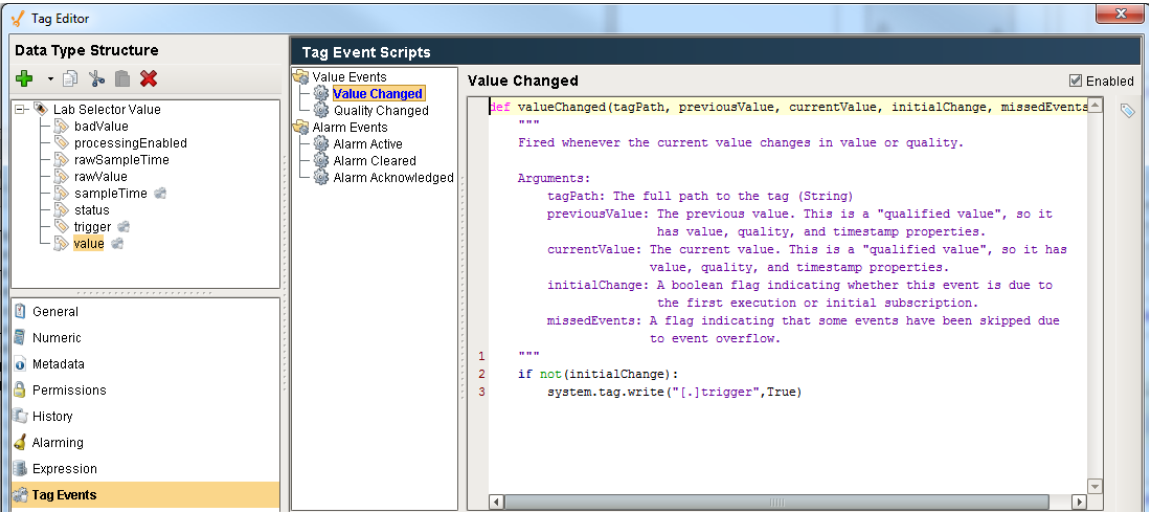 Tag Editor
Data Type Structure
Lab Selector Value
badValue
processingEnabled
rawSampleTime
rawValue
sampleTime
status
trigger
value
General
Numeric
Metadata
Permissions
History
Alarming
Expression
Tag Events
Tag Event Scripts
Value Events
Value Changed
Quality Changed
Alarm Events
Alarm Active
Alarm Cleared
Alarm Acknowledged
Value Changed
Enabled
def valueChanged(tagPath, previousValue, currentValue, initialChange, missedEvents
"""
Fired whenever the current value changes in value or quality.
Arguments:
tagPath: The full path to the tag (String)
previousValue: The previous value. This is a "qualified value", so it
has value, quality, and timestamp properties.
currentValue: The current value. This is a "qualified value", so it has
value, quality, and timestamp properties.
initialChange: A boolean flag indicating whether this event is due to
the first execution or initial subscription.
missedEvents: A flag indicating that some events have been skipped due
to event overflow.
1 """
2 if not(initialChange):
3 system.tag.write("[.]trigger",True)